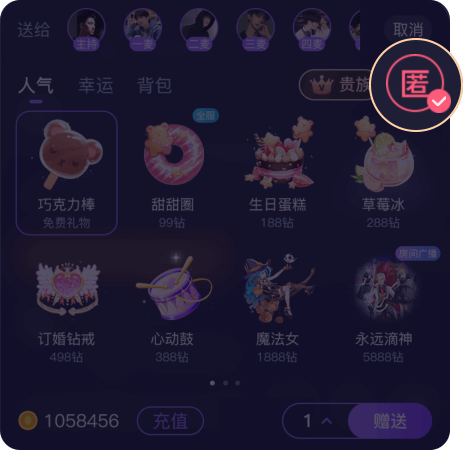 送给
主持 一麦 二麦 三麦 四麦
取消
人气 幸运 背包
贵族
匿
全服
巧克力棒 甜甜圈 生日蛋糕 草莓冰
免费礼物 99钻 188钻 288钻
房间广播
订婚钻戒 心动鼓 魔法女 永远滴神
498钻 388钻 1888钻 5888钻
1058456 充值 1 赠送